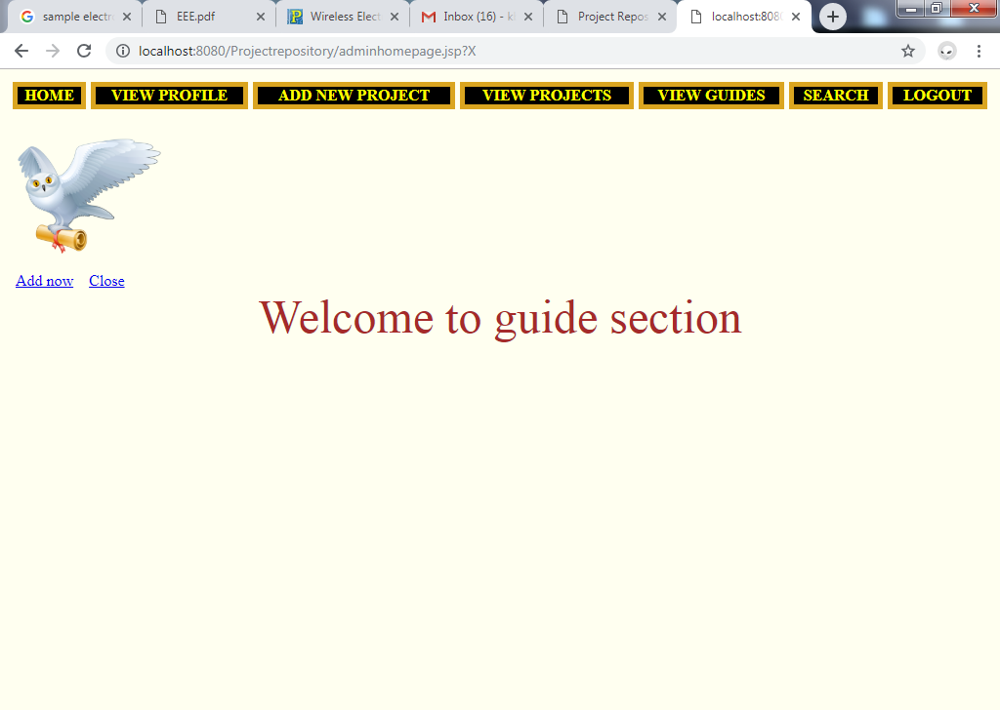 sample electr EEE.pdf Wireless Elect Inbox (16) - k Project Repos localhost:808
localhost:8080/Projectrepository/adminhomepage.jsp?X
HOME VIEW PROFILE ADD NEW PROJECT VIEW PROJECTS VIEW GUIDES SEARCH LOGOUT
Add now Close
Welcome to guide section